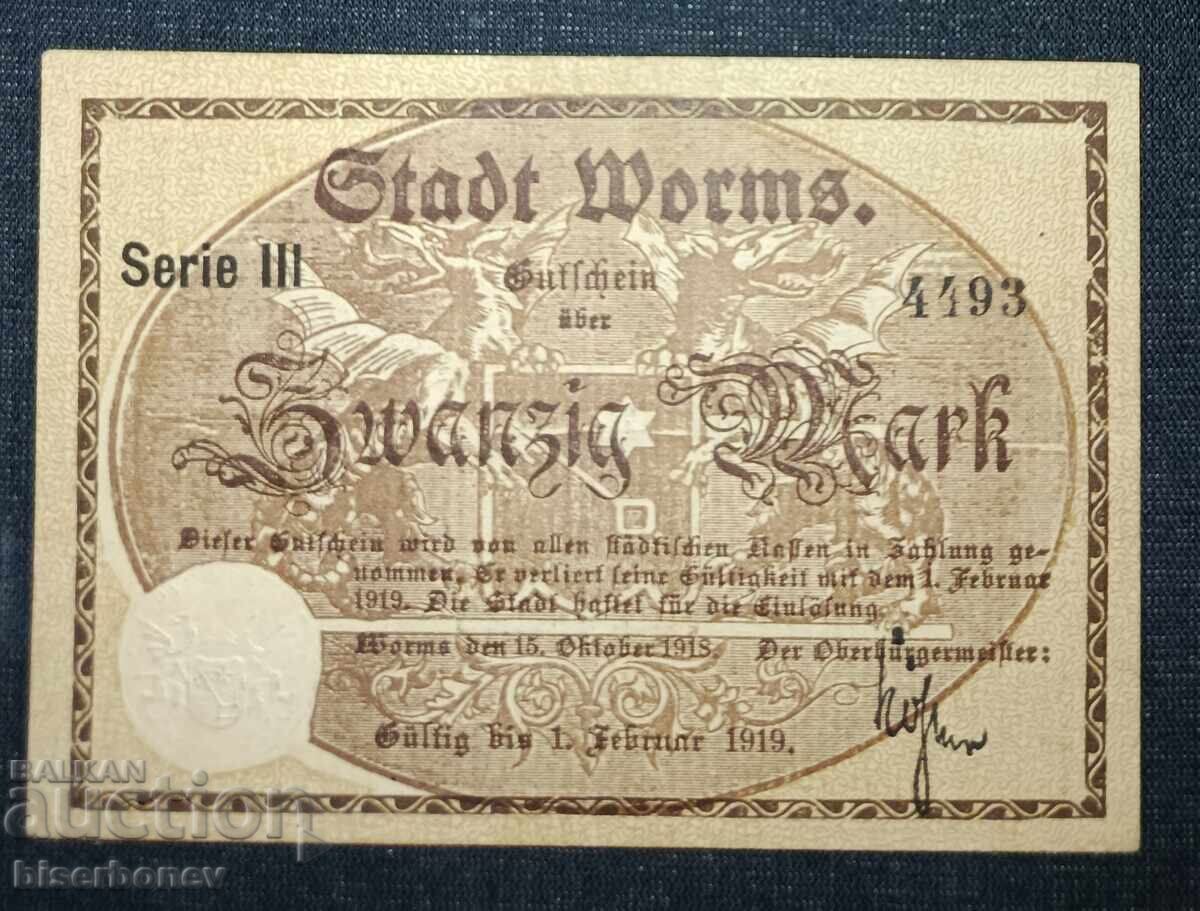 Stadt Worms.
Serie III
Gutschein
über
4493
Zwanzig Mark
Dieser Gutschein wird von allen städtischen Kassen in Zahlung ge-
nommen. Er verliert seine Gültigkeit mit dem 1. Februar
1919. Die Stadt haftet für die Einlösung.
Worms den 15. Oktober 1918. Der Oberbürgermeister:
Gültig bis 1. Februar 1919.
BALKAN
auction
biserbonev